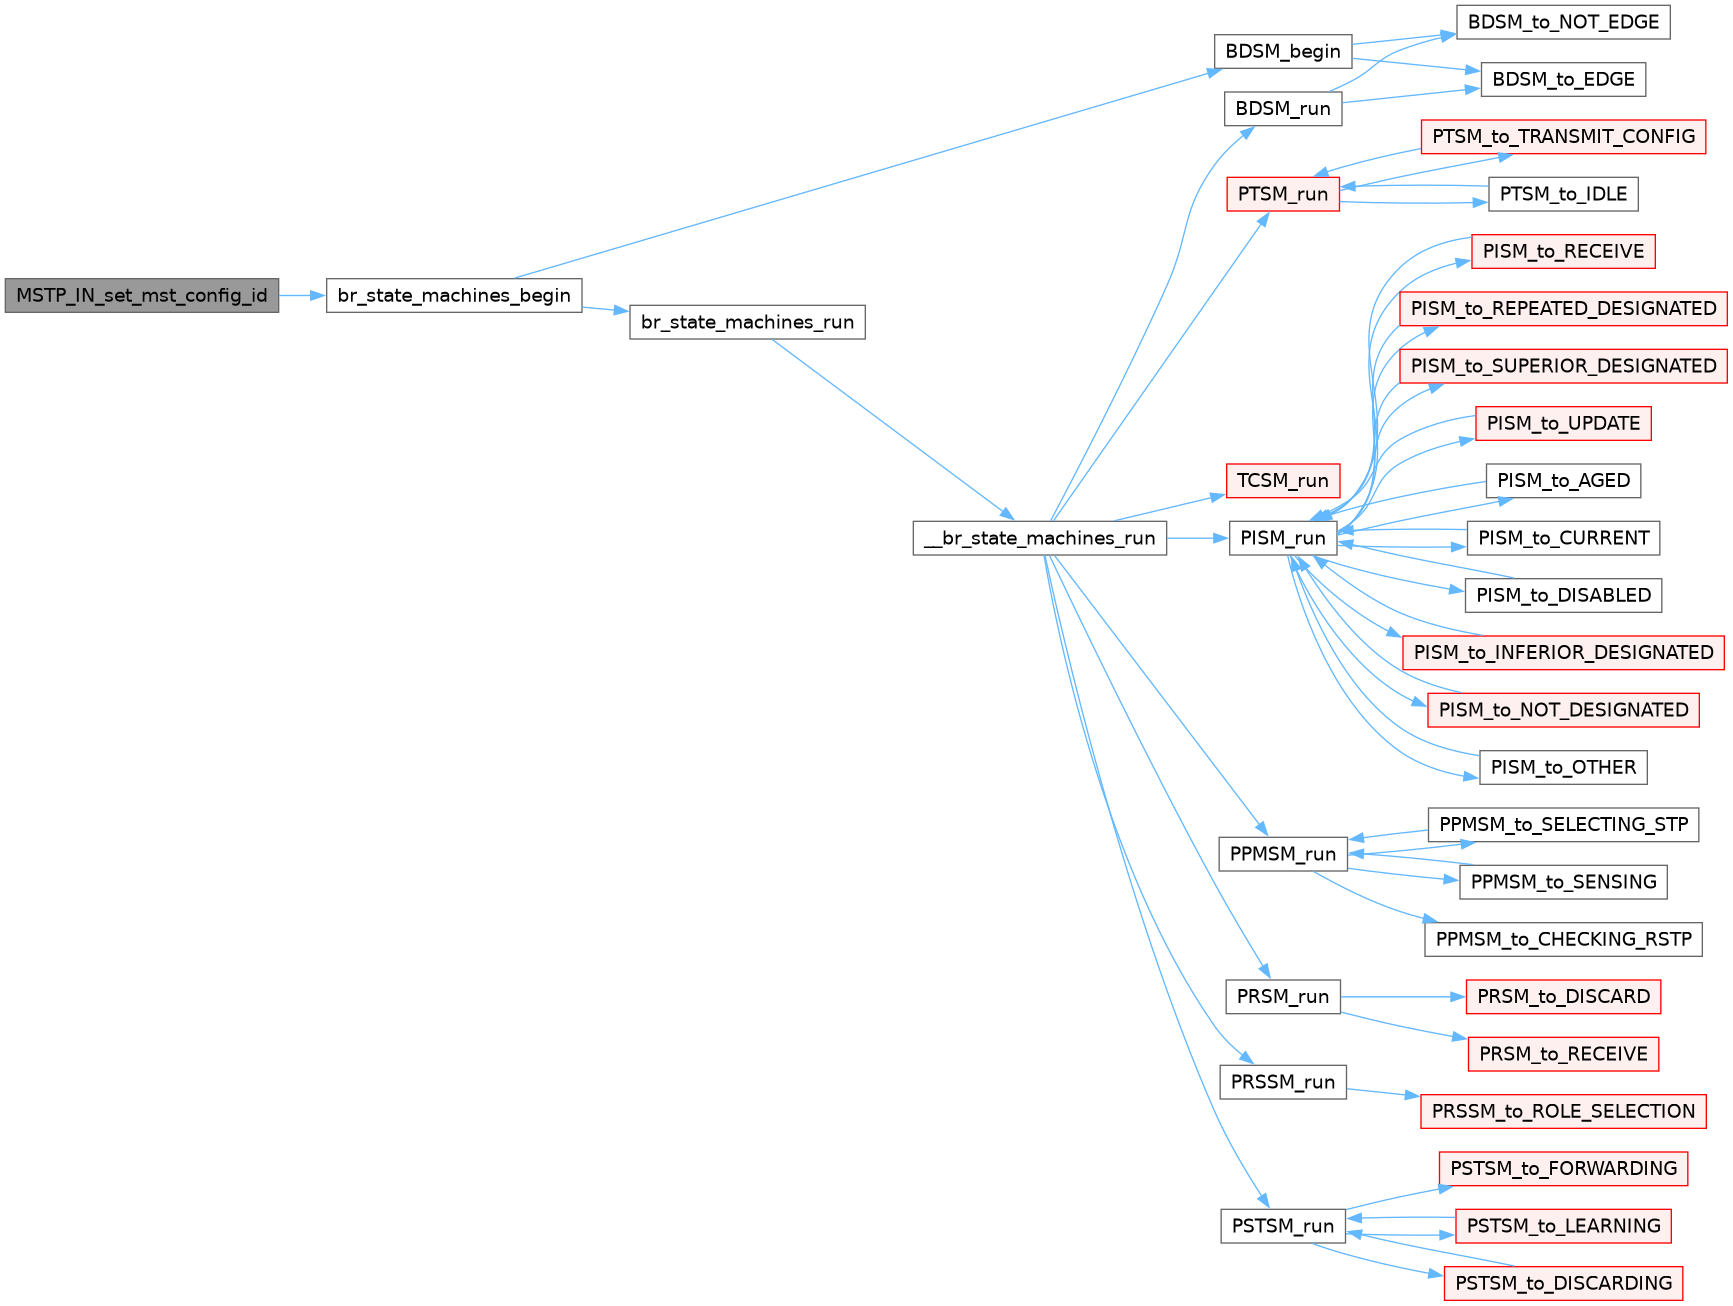 MSTP_IN_set_mst_config_id
br_state_machines_begin
br_state_machines_run
__br_state_machines_run
BDSM_begin
BDSM_run
PTSM_run
TCSM_run
PISM_run
PPMSM_run
PRSM_run
PRSSM_run
PSTSM_run
BDSM_to_NOT_EDGE
BDSM_to_EDGE
PTSM_to_TRANSMIT_CONFIG
PTSM_to_IDLE
PISM_to_RECEIVE
PISM_to_REPEATED_DESIGNATED
PISM_to_SUPERIOR_DESIGNATED
PISM_to_UPDATE
PISM_to_AGED
PISM_to_CURRENT
PISM_to_DISABLED
PISM_to_INFERIOR_DESIGNATED
PISM_to_NOT_DESIGNATED
PISM_to_OTHER
PPMSM_to_SELECTING_STP
PPMSM_to_SENSING
PPMSM_to_CHECKING_RSTP
PRSM_to_DISCARD
PRSM_to_RECEIVE
PRSSM_to_ROLE_SELECTION
PSTSM_to_FORWARDING
PSTSM_to_LEARNING
PSTSM_to_DISCARDING